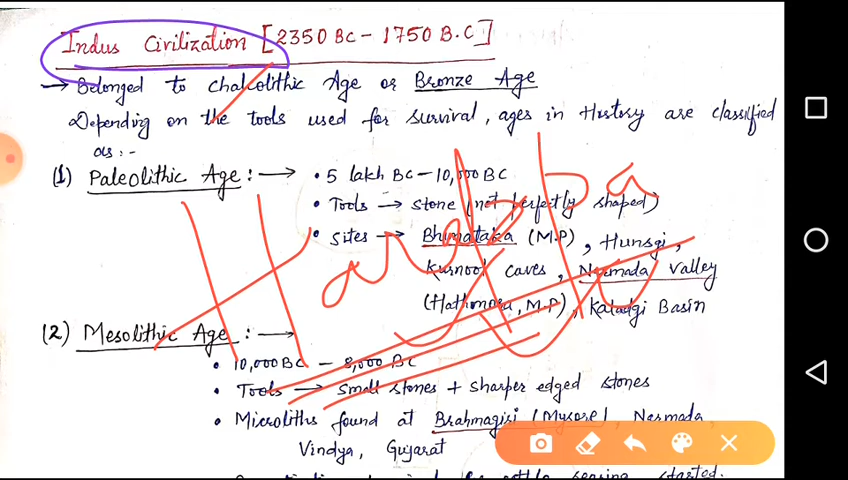 Indus Civilization [2350 BC - 1750 B.C]
→ Belonged to Chalcolithic Age or Bronze Age
Depending on the tools used for survival, ages in History are classified
as:-
(1) Paleolithic Age: → • 5 lakh BC - 10,000 BC
• Tools → stone (not perfectly shaped)
• Sites → (M.P), Hunsgi,
Kurnool caves, Narmada Valley
(Hathnora, M.P), Kaladgi Basin
(2) Mesolithic Age: →
• 10,000 BC - 8,000 BC
• Tools → small stones + sharper edged stones
• Microliths found at Brahmagiri (Mysore), Narmada,
Vindya, Gujarat
started.
Harappa